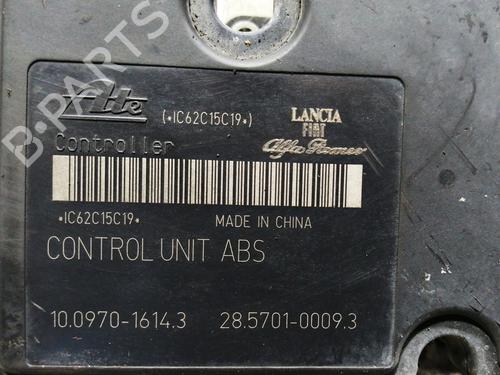 Ate (*IC62C15C19*) LANCIA
FIAT
Controller Alfa Romeo
*IC62C15C19* MADE IN CHINA
CONTROL UNIT ABS
10.0970-1614.3 28.5701-0009.3
B-PARTS